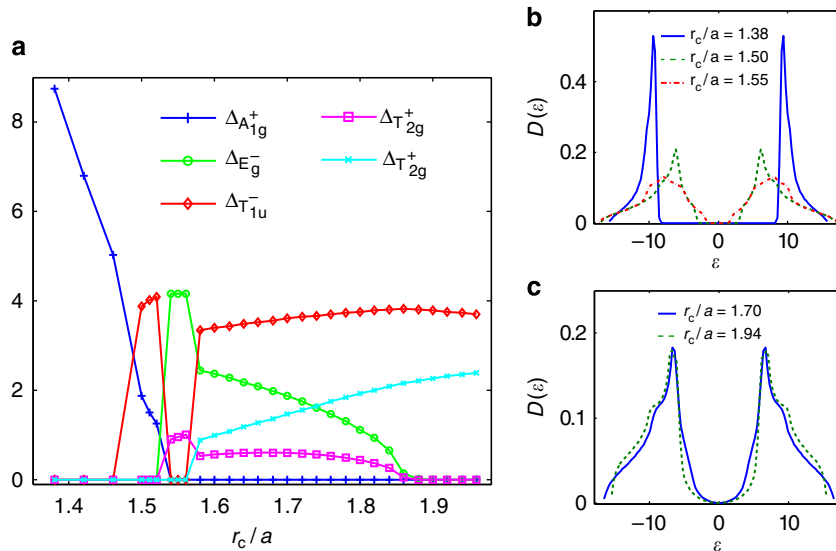 a
8
6
4
2
0
1.4 1.5 1.6 1.7 1.8 1.9
r_c/a
Δ_{A_{1g}^+}
Δ_{E_g^-}
Δ_{T_{1u}^-}
Δ_{T_{2g}^+}
Δ_{T_{2g}^+}
b
r_c/a = 1.38
r_c/a = 1.50
r_c/a = 1.55
0.4
0.2
0
D(ε)
−10 0 10
ε
c
r_c/a = 1.70
r_c/a = 1.94
0.2
0.1
0
D(ε)
−10 0 10
ε